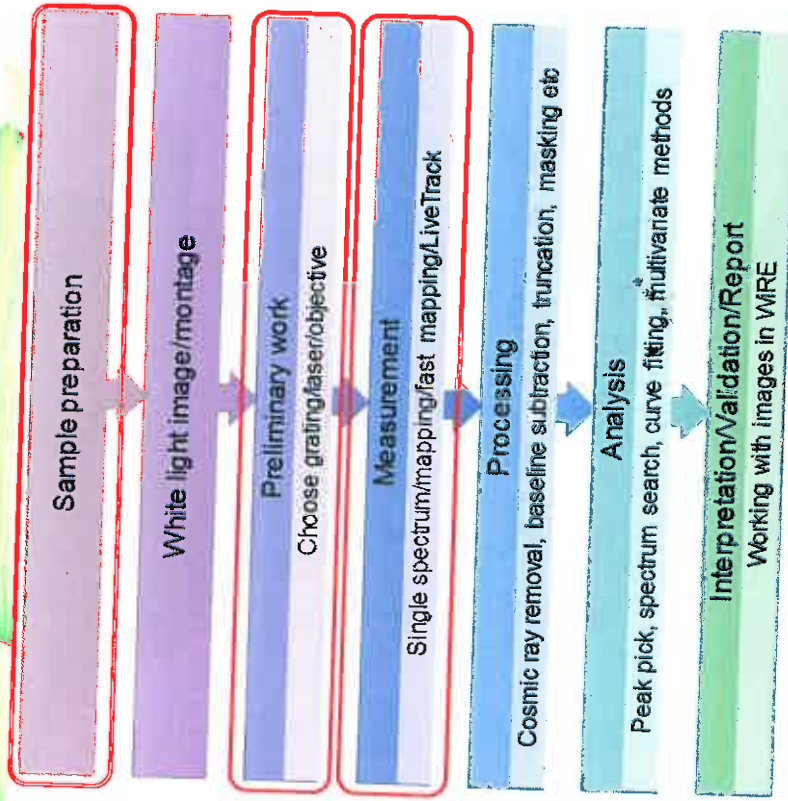 Sample preparation
White light image/montage
Preliminary work
Choose grating/laser/objective
Measurement
Single spectrum/mapping/fast mapping/LiveTrack
Processing
Cosmic ray removal, baseline subtraction, truncation, masking etc
Analysis
Peak pick, spectrum search, curve fitting, multivariate methods
Interpretation/Validation/Report
Working with images in WiRE